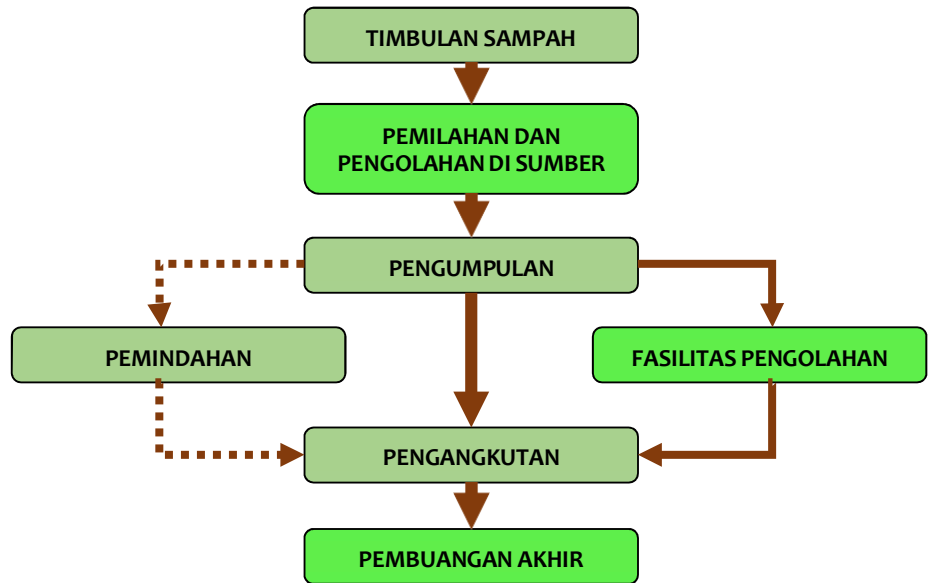 TIMBULAN SAMPAH
PEMILAHAN DAN
PENGOLAHAN DI SUMBER
PENGUMPULAN
PEMINDAHAN
FASILITAS PENGOLAHAN
PENGANGKUTAN
PEMBUANGAN AKHIR